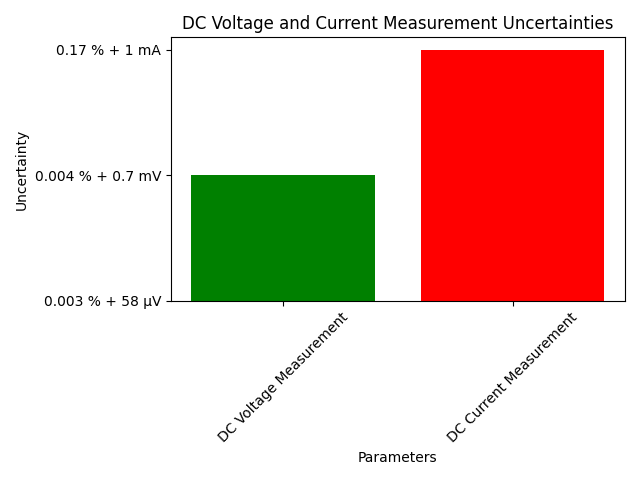 DC Voltage and Current Measurement Uncertainties
0.17 % + 1 mA
0.004 % + 0.7 mV
0.003 % + 58 µV
Uncertainty
DC Voltage Measurement
DC Current Measurement
Parameters